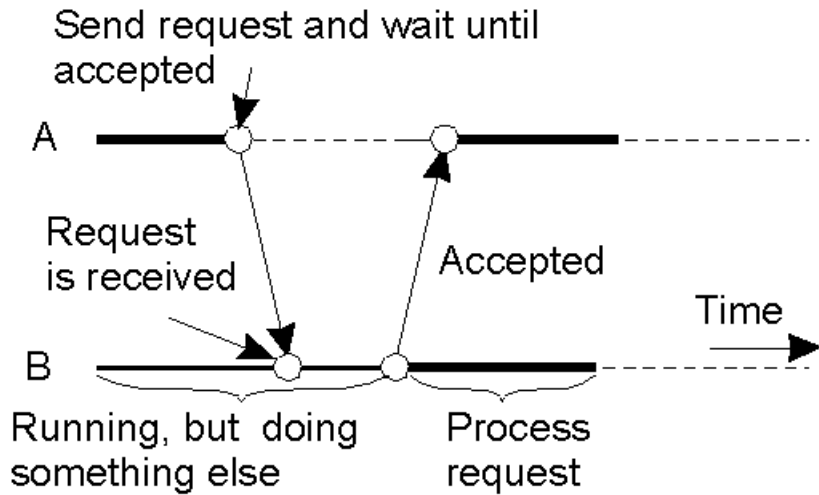 Send request and wait until
accepted
A
Request
is received
Accepted
Time
B
Running, but doing
something else
Process
request